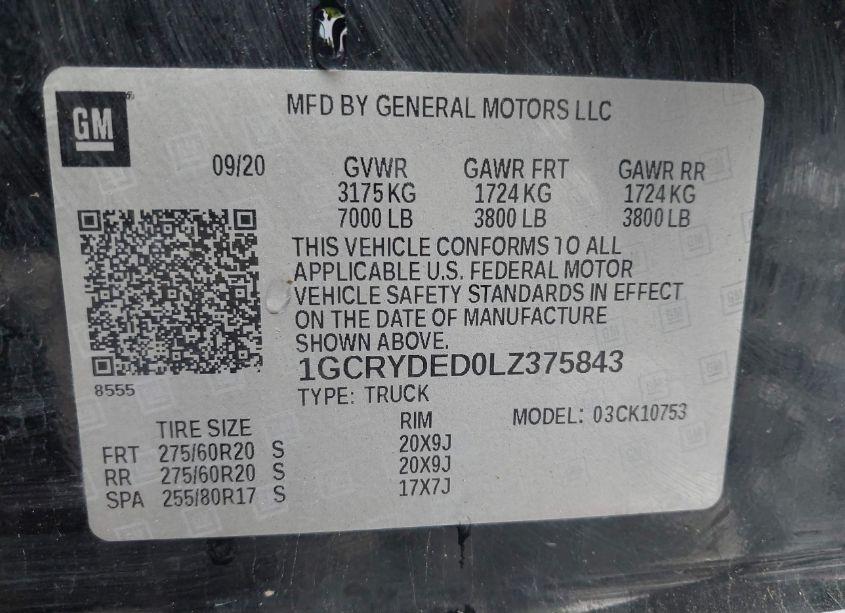 GM
MFD BY GENERAL MOTORS LLC
09/20 GVWR GAWR FRT GAWR RR
3175 KG 1724 KG 1724 KG
7000 LB 3800 LB 3800 LB
THIS VEHICLE CONFORMS TO ALL
APPLICABLE U.S. FEDERAL MOTOR
VEHICLE SAFETY STANDARDS IN EFFECT
ON THE DATE OF MANUFACTURE
SHOWN ABOVE.
1GCRYDED0LZ375843
8555
TYPE: TRUCK
TIRE SIZE RIM MODEL: 03CK10753
FRT 275/60R20 S 20X9J
RR 275/60R20 S 20X9J
SPA 255/80R17 S 17X7J